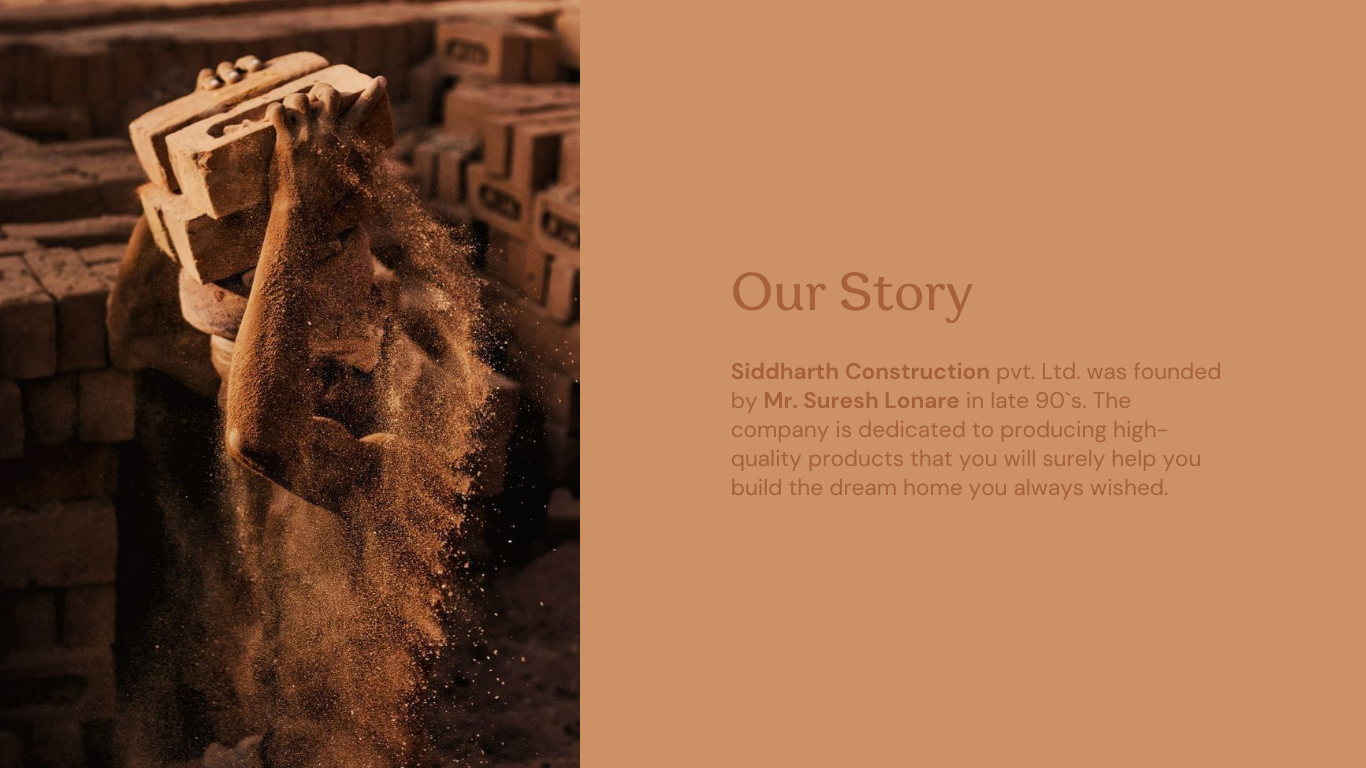 Our Story
Siddharth Construction pvt. Ltd. was founded
by Mr. Suresh Lonare in late 90`s. The
company is dedicated to producing high-
quality products that you will surely help you
build the dream home you always wished.